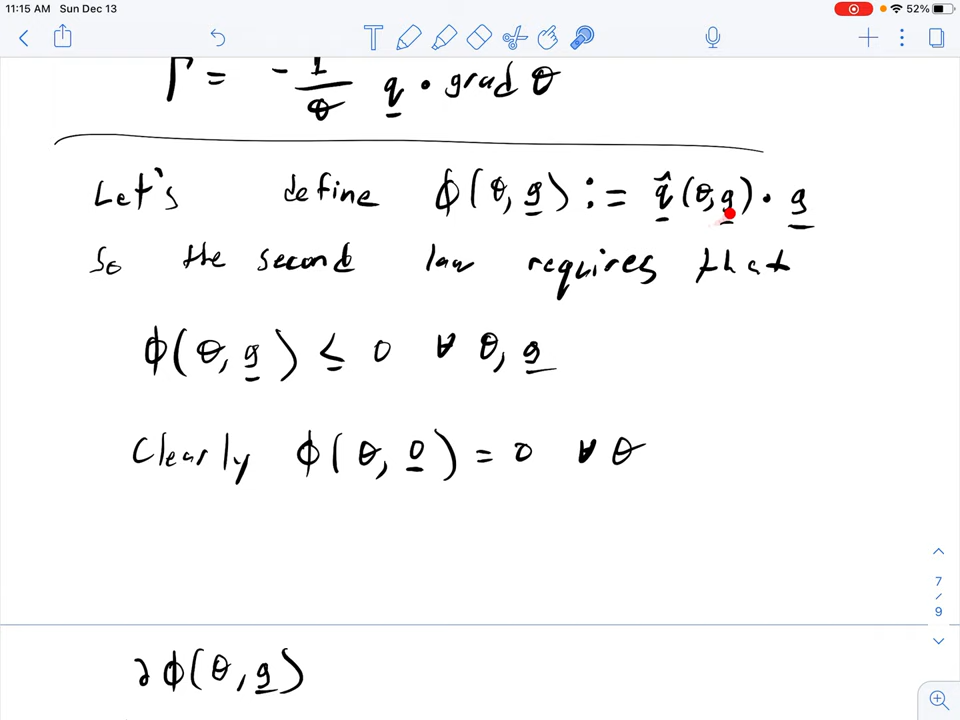 11:15 AM Sun Dec 13
52%
Γ = - 1/θ q · grad θ
Let's define ϕ(θ, g) := q̂(θ, g) · g
So the second law requires that
ϕ(θ, g) ≤ 0 ∀ θ, g
Clearly ϕ(θ, 0) = 0 ∀ θ
7
/
9
∂ϕ(θ, g)